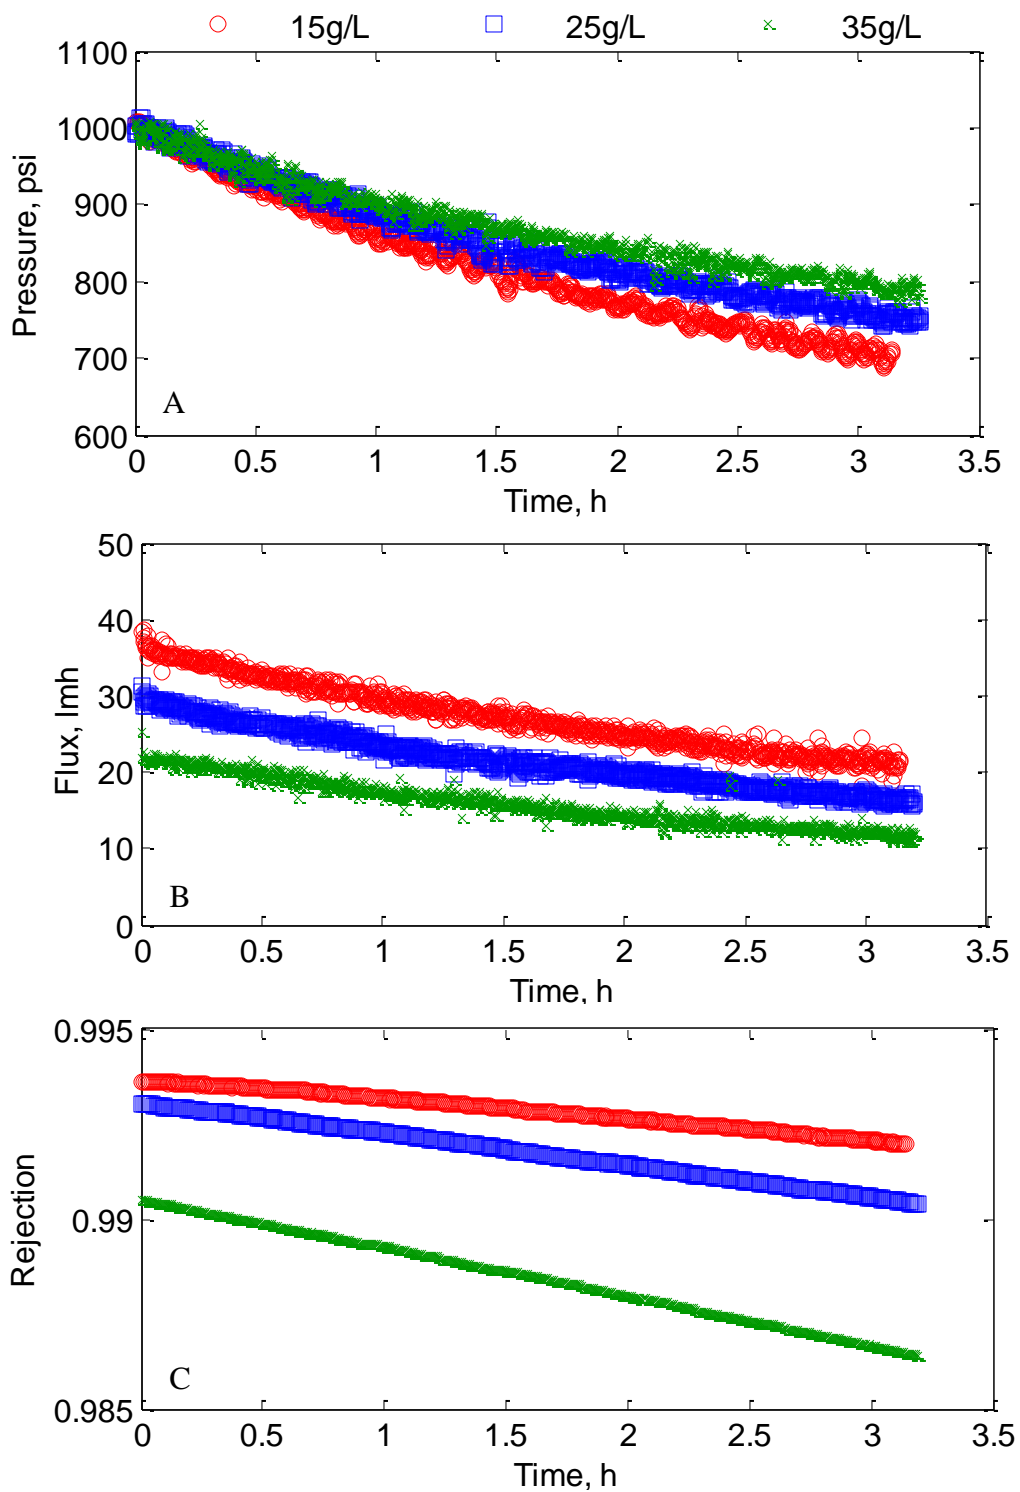 15g/L 25g/L 35g/L
1100
1000
900
800
700
600
Pressure, psi
A
0 0.5 1 1.5 2 2.5 3 3.5
Time, h
50
40
30
20
10
0
Flux, lmh
B
0 0.5 1 1.5 2 2.5 3 3.5
Time, h
0.995
0.99
0.985
Rejection
C
0 0.5 1 1.5 2 2.5 3 3.5
Time, h